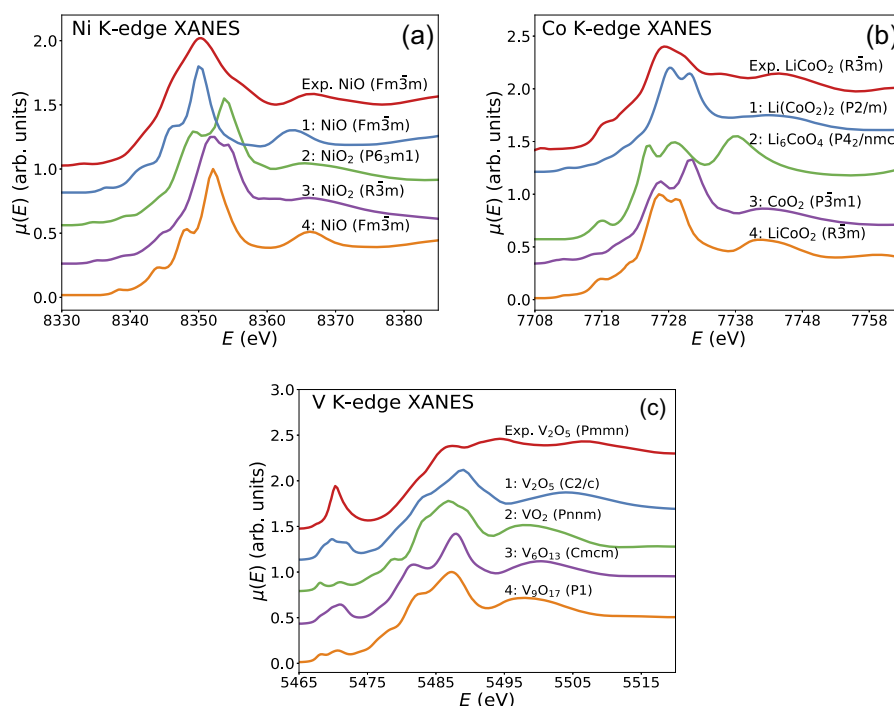 Ni K-edge XANES
(a)
Exp. NiO (Fm3̄m)
1: NiO (Fm3̄m)
2: NiO₂ (P6₃m1)
3: NiO₂ (R3̄m)
4: NiO (Fm3̄m)
μ(E) (arb. units)
2.0
1.5
1.0
0.5
0.0
8330 8340 8350 8360 8370 8380
E (eV)
Co K-edge XANES
(b)
Exp. LiCoO₂ (R3̄m)
1: Li(CoO₂)₂ (P2/m)
2: Li₆CoO₄ (P4₂/nmc
3: CoO₂ (P3̄m1)
4: LiCoO₂ (R3̄m)
μ(E) (arb. units)
2.5
2.0
1.5
1.0
0.5
0.0
7708 7718 7728 7738 7748 7758
E (eV)
V K-edge XANES
(c)
Exp. V₂O₅ (Pmmn)
1: V₂O₅ (C2/c)
2: VO₂ (Pnnm)
3: V₆O₁₃ (Cmcm)
4: V₉O₁₇ (P1)
μ(E) (arb. units)
3.0
2.5
2.0
1.5
1.0
0.5
0.0
5465 5475 5485 5495 5505 5515
E (eV)